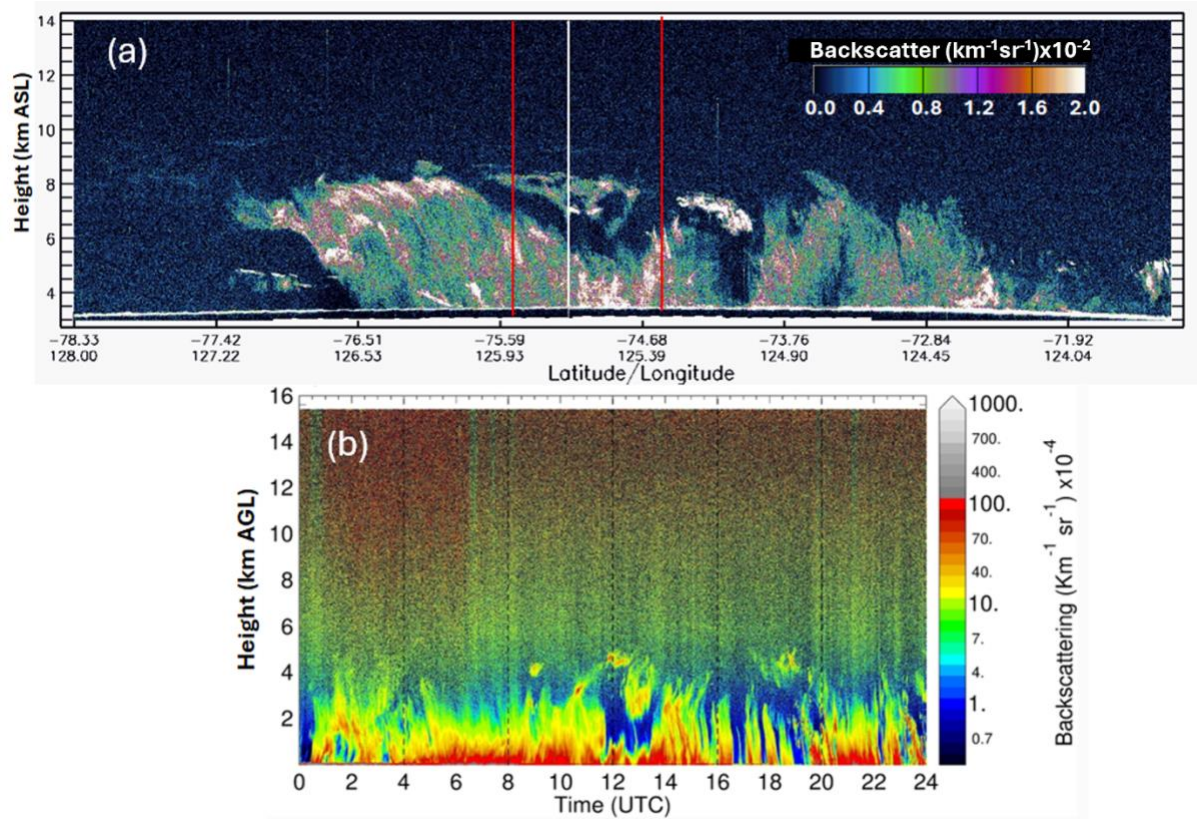 (a)
Backscatter (km⁻¹sr⁻¹)x10⁻²
0.0 0.4 0.8 1.2 1.6 2.0
Height (km ASL)
14
12
10
8
6
4
−78.33 −77.42 −76.51 −75.59 −74.68 −73.76 −72.84 −71.92
128.00 127.22 126.53 125.93 125.39 124.90 124.45 124.04
Latitude/Longitude
(b)
Height (km AGL)
16
14
12
10
8
6
4
2
0 2 4 6 8 10 12 14 16 18 20 22 24
Time (UTC)
1000.
700.
400.
100.
70.
40.
10.
7.
4.
1.
0.7
Backscattering (Km⁻¹ sr⁻¹) x10⁻⁴